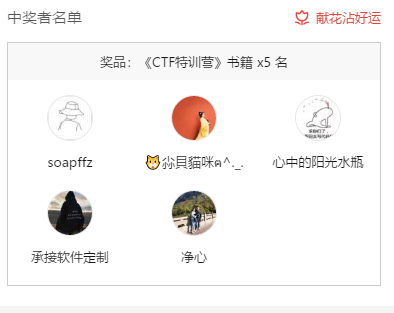 中奖者名单
献花沾好运
奖品：《CTF特训营》书籍 x5 名
soapffz
🐱尛貝貓咪ฅ^._.
心中的阳光水瓶
承接软件定制
净心